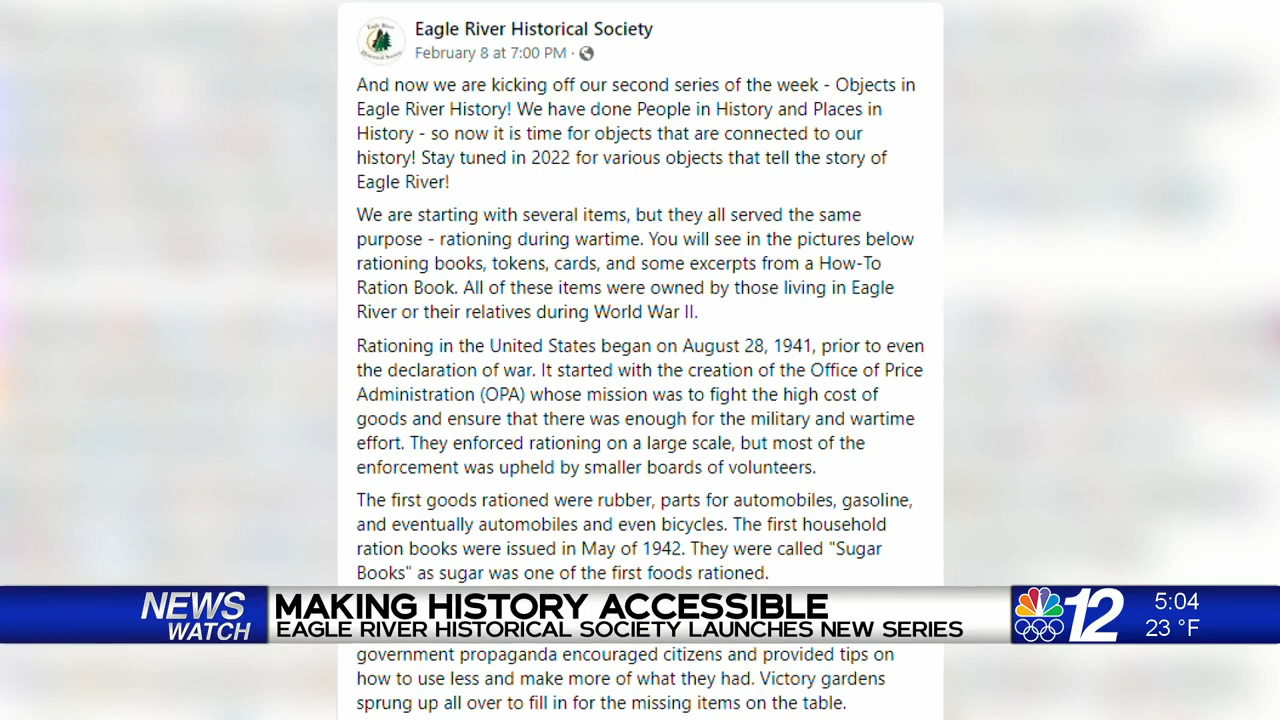 Eagle River Historical Society
February 8 at 7:00 PM ·
And now we are kicking off our second series of the week - Objects in
Eagle River History! We have done People in History and Places in
History - so now it is time for objects that are connected to our
history! Stay tuned in 2022 for various objects that tell the story of
Eagle River!
We are starting with several items, but they all served the same
purpose - rationing during wartime. You will see in the pictures below
rationing books, tokens, cards, and some excerpts from a How-To
Ration Book. All of these items were owned by those living in Eagle
River or their relatives during World War II.
Rationing in the United States began on August 28, 1941, prior to even
the declaration of war. It started with the creation of the Office of Price
Administration (OPA) whose mission was to fight the high cost of
goods and ensure that there was enough for the military and wartime
effort. They enforced rationing on a large scale, but most of the
enforcement was upheld by smaller boards of volunteers.
The first goods rationed were rubber, parts for automobiles, gasoline,
and eventually automobiles and even bicycles. The first household
ration books were issued in May of 1942. They were called "Sugar
Books" as sugar was one of the first foods rationed.
NEWS
WATCH
MAKING HISTORY ACCESSIBLE
EAGLE RIVER HISTORICAL SOCIETY LAUNCHES NEW SERIES
12
5:04
23 °F
government propaganda encouraged citizens and provided tips on
how to use less and make more of what they had. Victory gardens
sprung up all over to fill in for the missing items on the table.